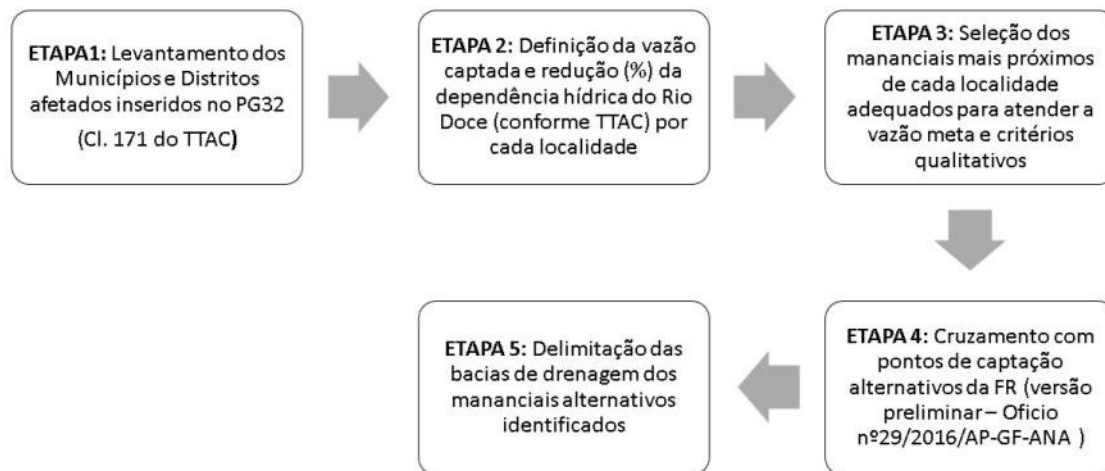 ETAPA1: Levantamento dos
Municípios e Distritos
afetados inseridos no PG32
(Cl. 171 do TTAC)
ETAPA 2: Definição da vazão
captada e redução (%) da
dependência hídrica do Rio
Doce (conforme TTAC) por
cada localidade
ETAPA 3: Seleção dos
mananciais mais próximos
de cada localidade
adequados para atender a
vazão meta e critérios
qualitativos
ETAPA 4: Cruzamento com
pontos de captação
alternativos da FR (versão
preliminar – Oficio
nº29/2016/AP-GF-ANA )
ETAPA 5: Delimitação das
bacias de drenagem dos
mananciais alternativos
identificados